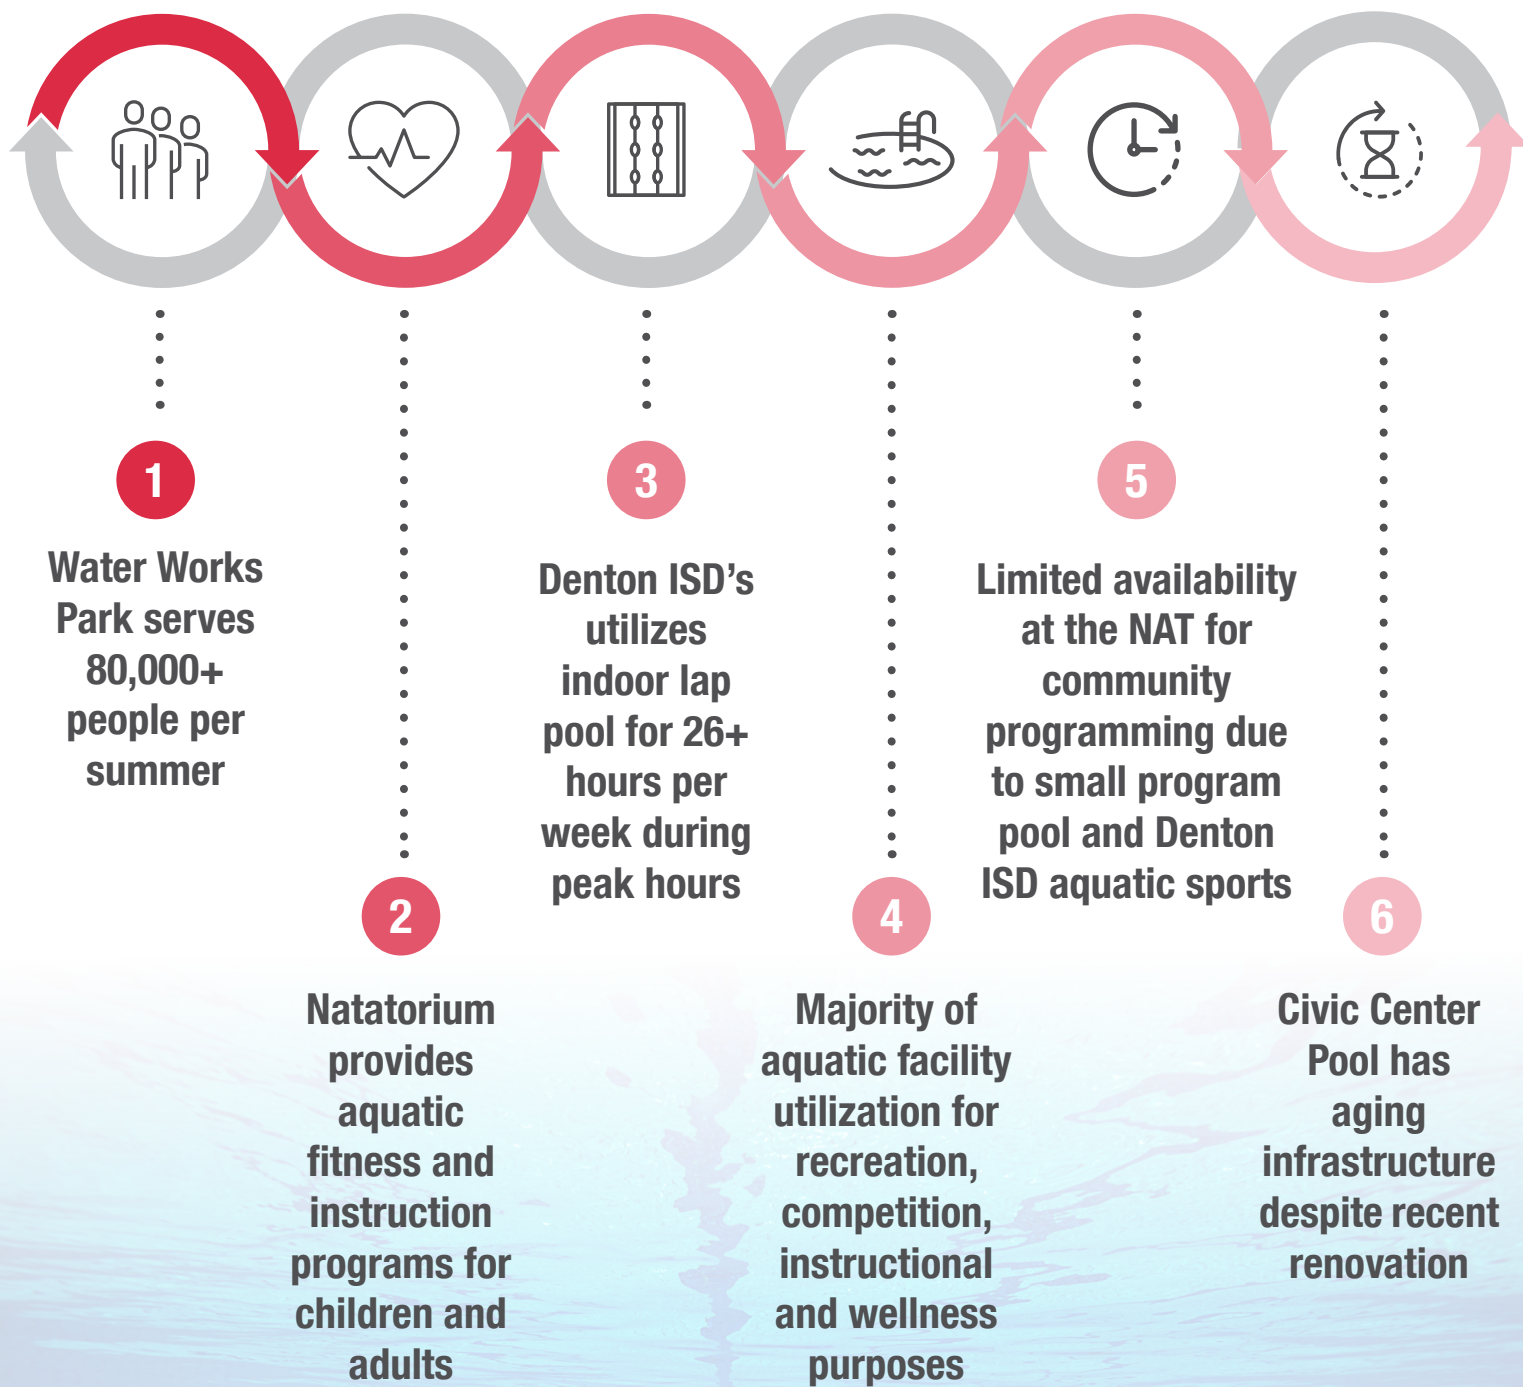 1
Water Works
Park serves
80,000+
people per
summer
2
Natatorium
provides
aquatic
fitness and
instruction
programs for
children and
adults
3
Denton ISD’s
utilizes
indoor lap
pool for 26+
hours per
week during
peak hours
4
Majority of
aquatic facility
utilization for
recreation,
competition,
instructional
and wellness
purposes
5
Limited availability
at the NAT for
community
programming due
to small program
pool and Denton
ISD aquatic sports
6
Civic Center
Pool has
aging
infrastructure
despite recent
renovation